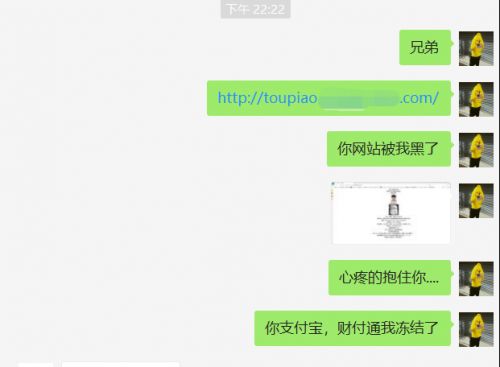 下午 22:22
兄弟
http://toupiao .com/
你网站被我黑了
心疼的抱住你....
你支付宝，财付通我冻结了